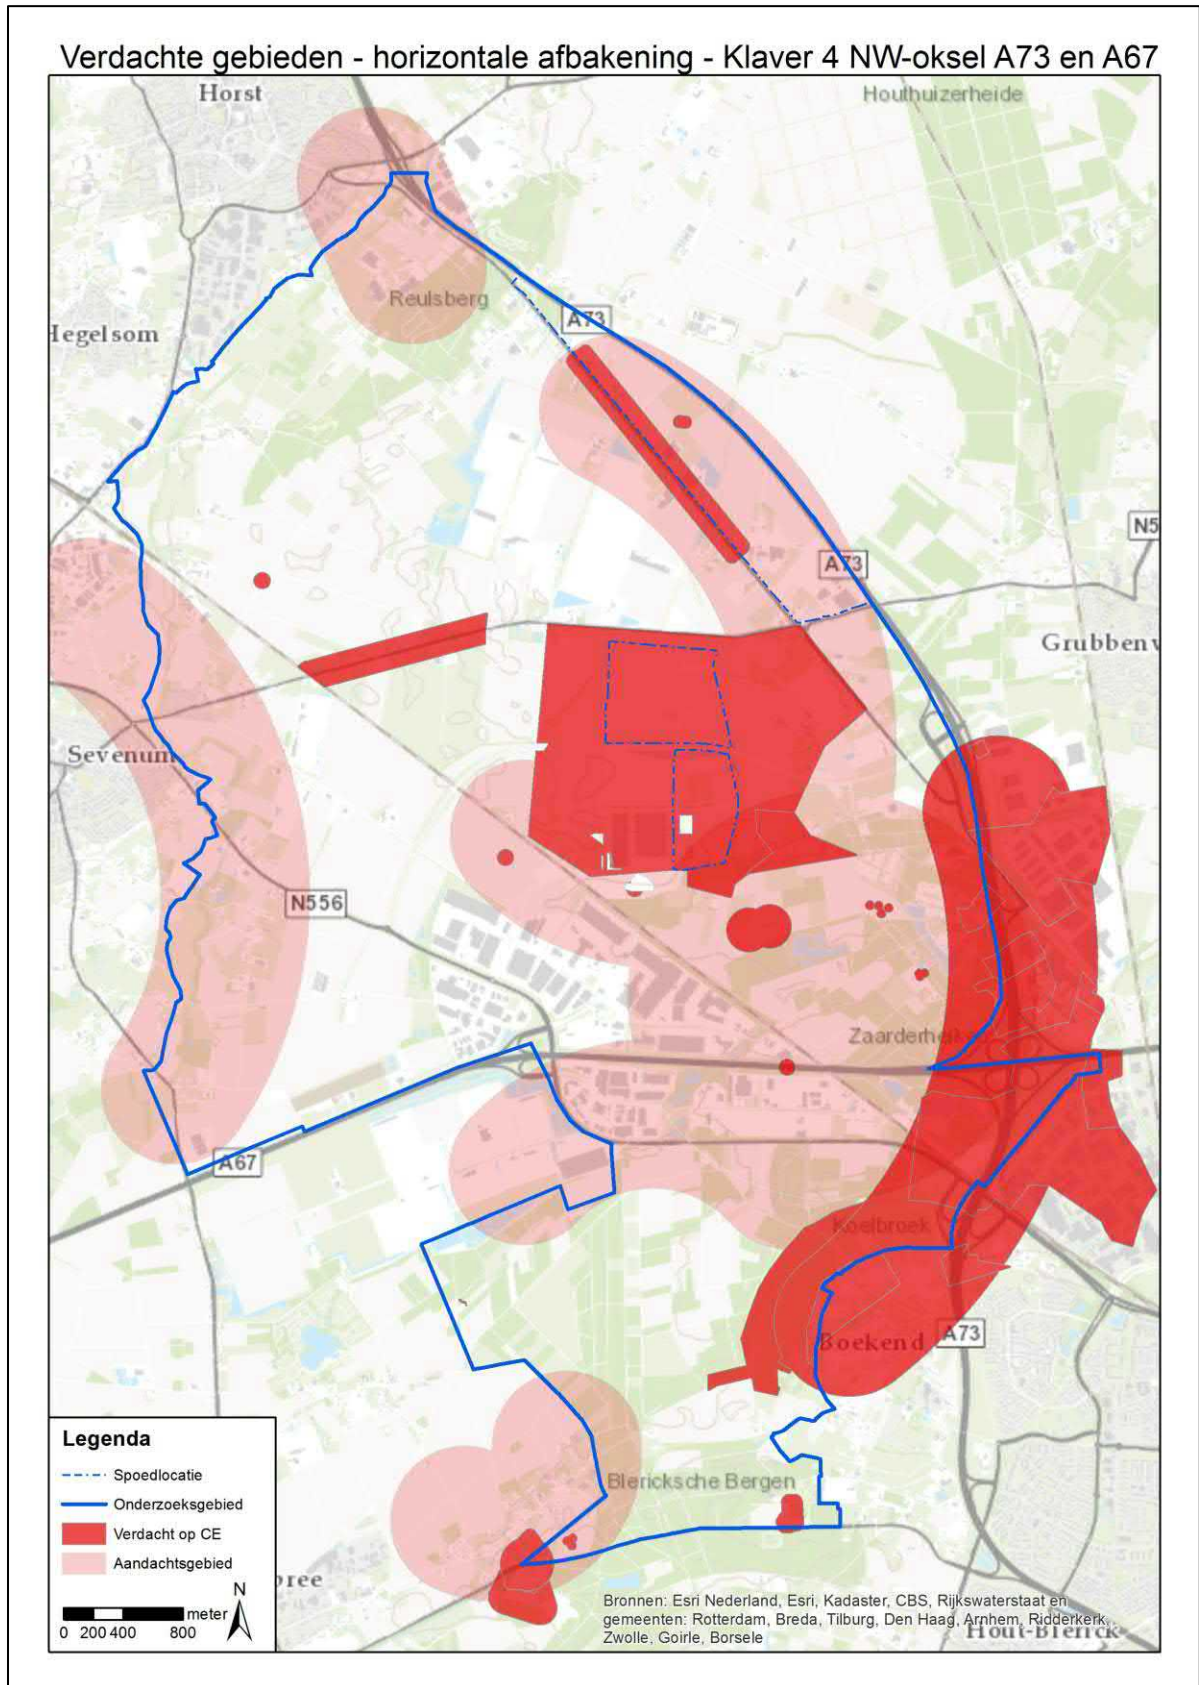 Verdachte gebieden - horizontale afbakening - Klaver 4 NW-oksel A73 en A67
Horst
Houthuizerheide
Reulsberg
A73
Hegelsom
N5
A73
Grubbenv
Sevenum
N556
Zaarderhei
A67
Koelbroek
Boekend
A73
Blericksche Bergen
Legenda
Spoedlocatie
Onderzoeksgebied
Verdacht op CE
Aandachtsgebied
N
meter
0 200 400 800
oree
Bronnen: Esri Nederland, Esri, Kadaster, CBS, Rijkswaterstaat en
gemeenten: Rotterdam, Breda, Tilburg, Den Haag, Arnhem, Ridderkerk,
Zwolle, Goirle, Borsele
Hout-Blerick